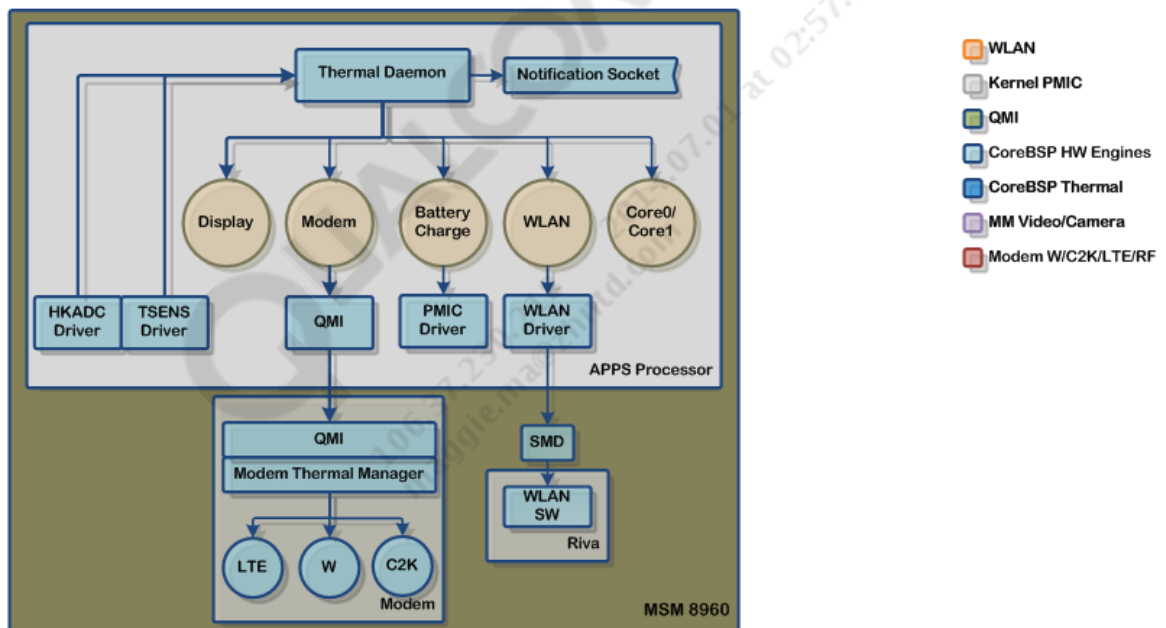 Thermal Daemon
Notification Socket
Display
Modem
Battery
Charge
WLAN
Core0/
Core1
HKADC
Driver
TSENS
Driver
QMI
PMIC
Driver
WLAN
Driver
APPS Processor
QMI
Modem Thermal Manager
LTE
W
C2K
Modem
SMD
WLAN
SW
Riva
MSM 8960
WLAN
Kernel PMIC
QMI
CoreBSP HW Engines
CoreBSP Thermal
MM Video/Camera
Modem W/C2K/LTE/RF